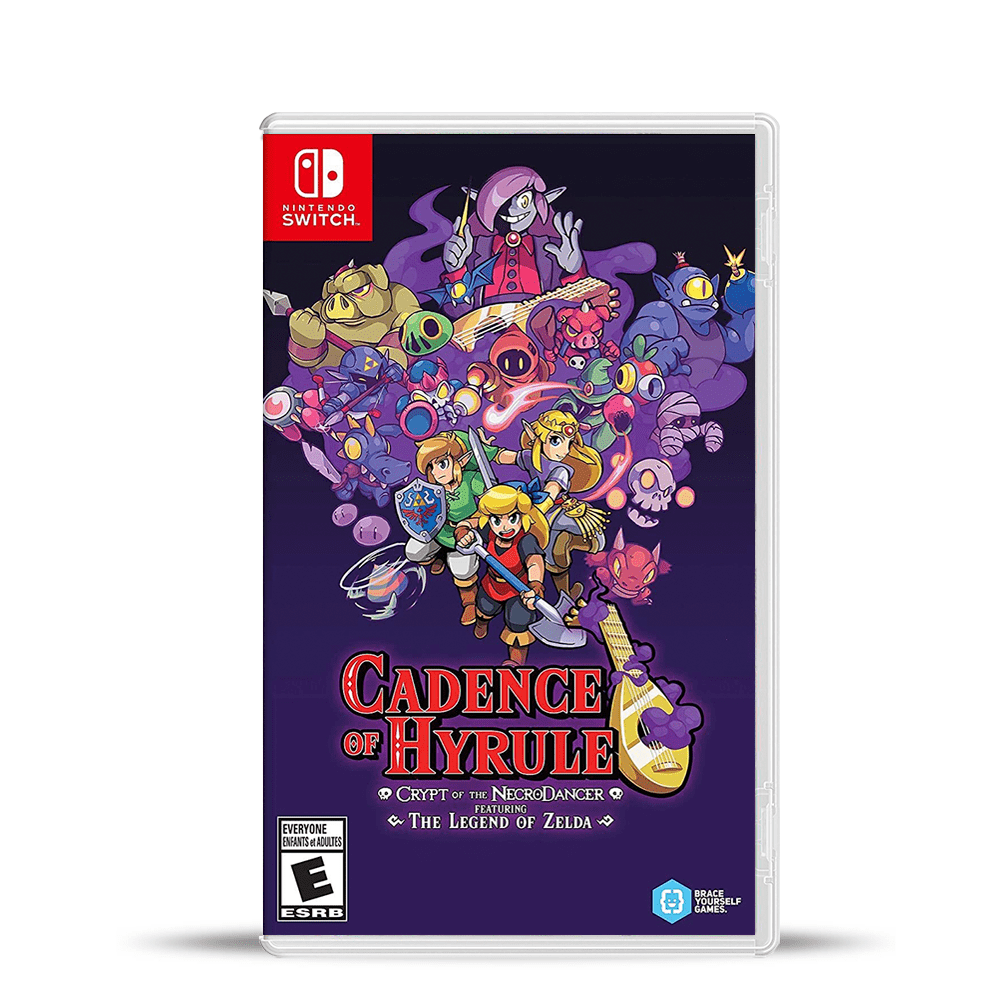 NINTENDO
SWITCH™
CADENCE
OF HYRULE
CRYPT OF THE NECRODANCER
FEATURING
THE LEGEND OF ZELDA
EVERYONE
ENFANTS et ADULTES
E
ESRB
BRACE
YOURSELF
GAMES.